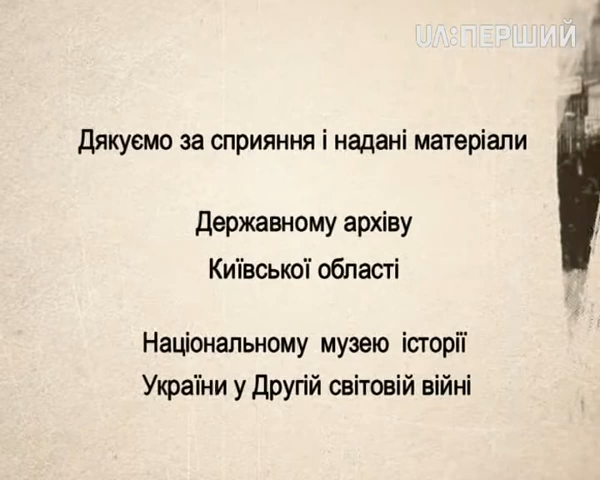 UA:ПЕРШИЙ
Дякуємо за сприяння і надані матеріали
Державному архіву
Київської області
Національному музею історії
України у Другій світовій війні